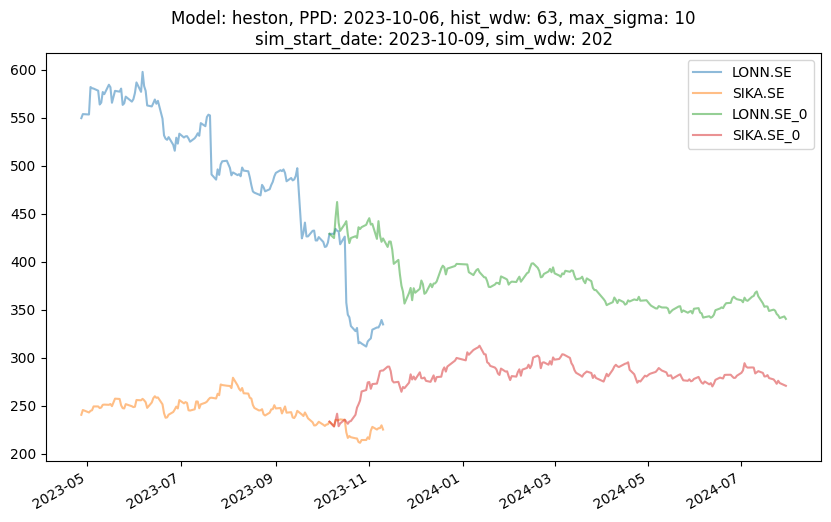 Model: heston, PPD: 2023-10-06, hist_wdw: 63, max_sigma: 10
sim_start_date: 2023-10-09, sim_wdw: 202
LONN.SE
SIKA.SE
LONN.SE_0
SIKA.SE_0
600
550
500
450
400
350
300
250
200
2023-05
2023-07
2023-09
2023-11
2024-01
2024-03
2024-05
2024-07